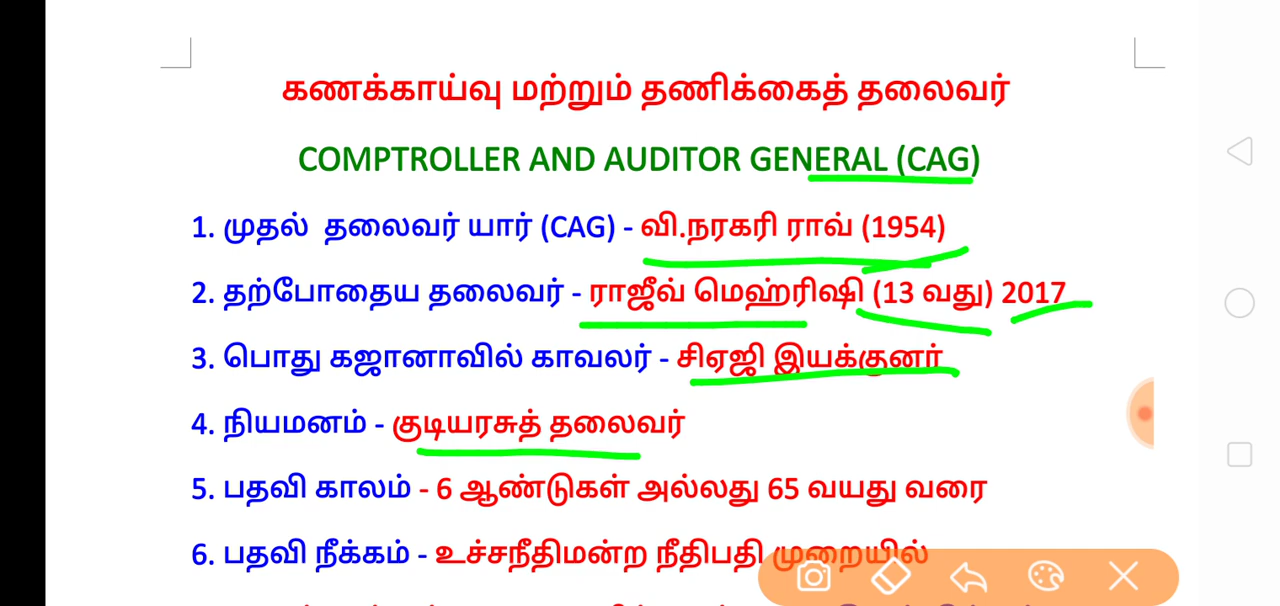 கணக்காய்வு மற்றும் தணிக்கைத் தலைவர்
COMPTROLLER AND AUDITOR GENERAL (CAG)
1. முதல் தலைவர் யார் (CAG) - வி.நரகரி ராவ் (1954)
2. தற்போதைய தலைவர் - ராஜீவ் மெஹ்ரிஷி (13 வது) 2017
3. பொது கஜானாவில் காவலர் - சிஏஜி இயக்குனர்
4. நியமனம் - குடியரசுத் தலைவர்
5. பதவி காலம் - 6 ஆண்டுகள் அல்லது 65 வயது வரை
6. பதவி நீக்கம் - உச்சநீதிமன்ற நீதிபதி முறையில்